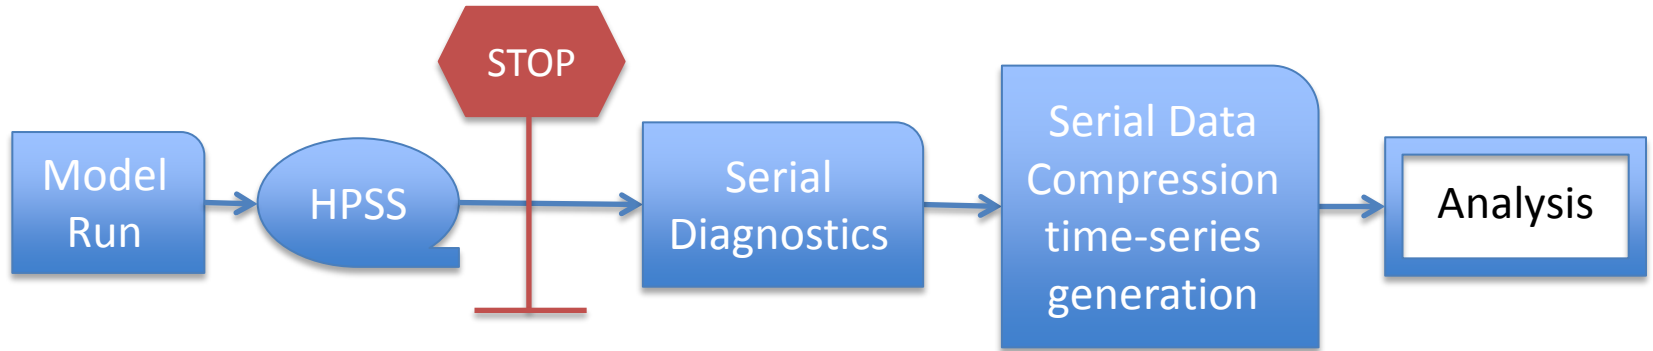 Model
Run
HPSS
STOP
Serial
Diagnostics
Serial Data
Compression
time-series
generation
Analysis